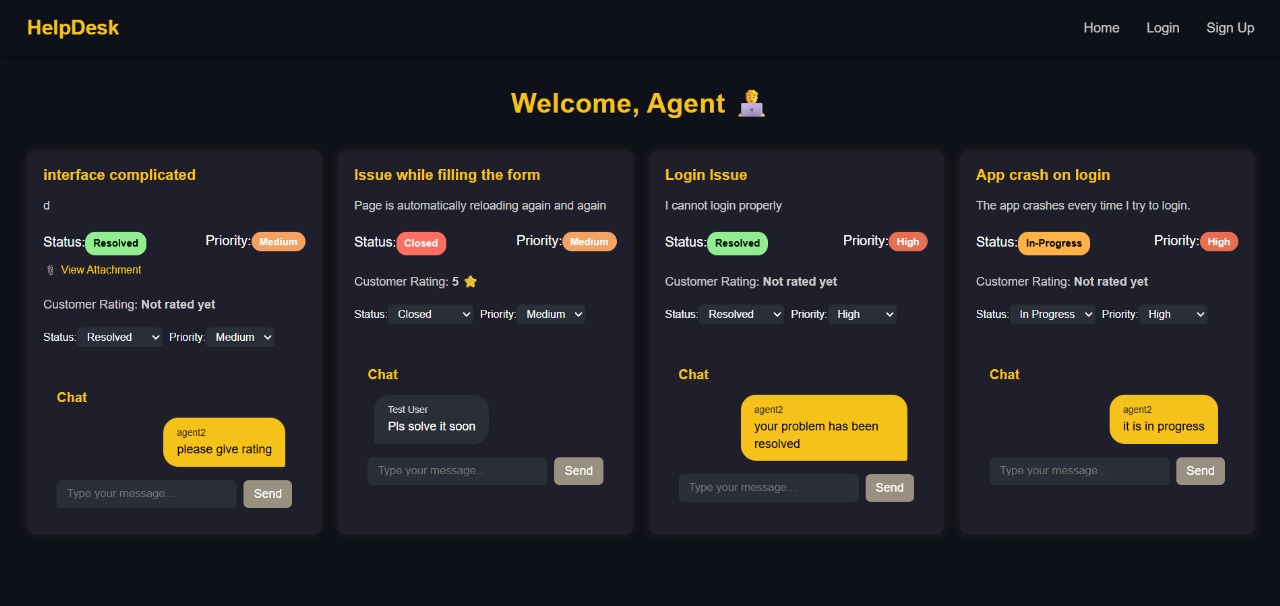 HelpDesk
Home Login Sign Up
Welcome, Agent
interface complicated
d
Status: Resolved Priority: Medium
View Attachment
Customer Rating: Not rated yet
Status: Resolved Priority: Medium
Chat
agent2
please give rating
Type your message... Send
Issue while filling the form
Page is automatically reloading again and again
Status: Closed Priority: Medium
Customer Rating: 5
Status: Closed Priority: Medium
Chat
Test User
Pls solve it soon
Type your message... Send
Login Issue
I cannot login properly
Status: Resolved Priority: High
Customer Rating: Not rated yet
Status: Resolved Priority: High
Chat
agent2
your problem has been
resolved
Type your message... Send
App crash on login
The app crashes every time I try to login.
Status: In-Progress Priority: High
Customer Rating: Not rated yet
Status: In Progress Priority: High
Chat
agent2
it is in progress
Type your message... Send